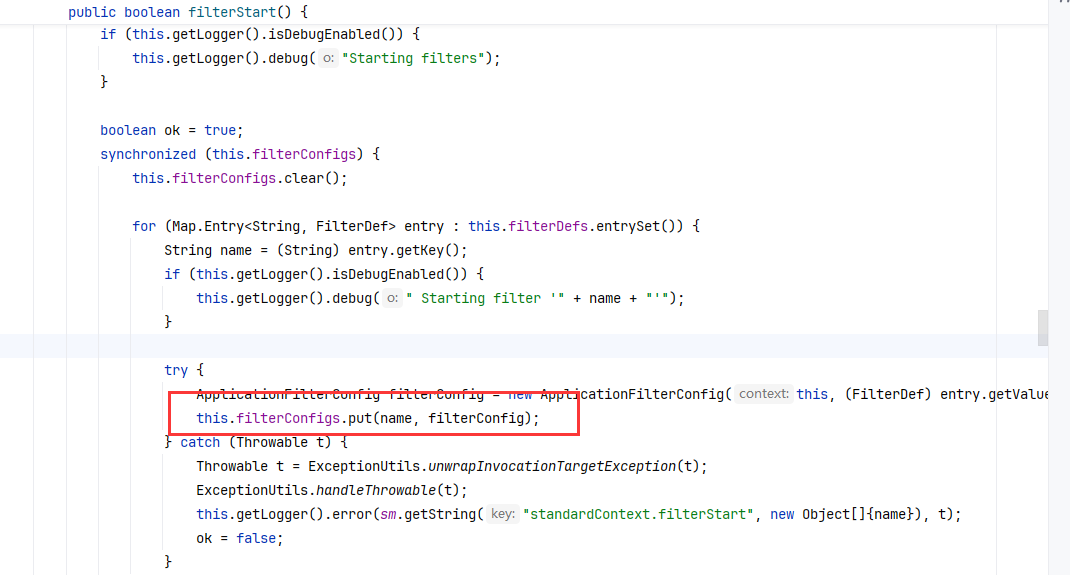 public boolean filterStart() {
if (this.getLogger().isDebugEnabled()) {
this.getLogger().debug( o: "Starting filters");
}
boolean ok = true;
synchronized (this.filterConfigs) {
this.filterConfigs.clear();
for (Map.Entry<String, FilterDef> entry : this.filterDefs.entrySet()) {
String name = (String) entry.getKey();
if (this.getLogger().isDebugEnabled()) {
this.getLogger().debug( o: " Starting filter '" + name + "'");
}
try {
ApplicationFilterConfig filterConfig = new ApplicationFilterConfig( context: this, (FilterDef) entry.getValue
this.filterConfigs.put(name, filterConfig);
} catch (Throwable t) {
Throwable t = ExceptionUtils.unwrapInvocationTargetException(t);
ExceptionUtils.handleThrowable(t);
this.getLogger().error(sm.getString( key: "standardContext.filterStart", new Object[]{name}), t);
ok = false;
}